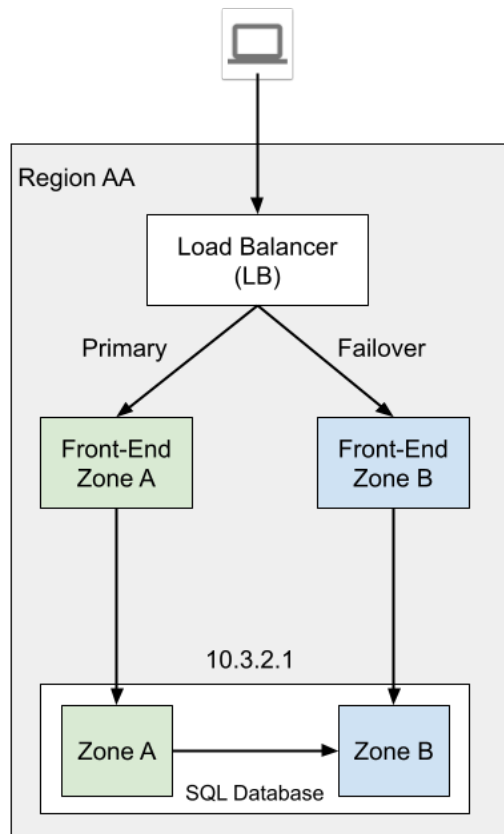 Region AA
Load Balancer
(LB)
Primary
Failover
Front-End
Zone A
Front-End
Zone B
10.3.2.1
Zone A
Zone B
SQL Database